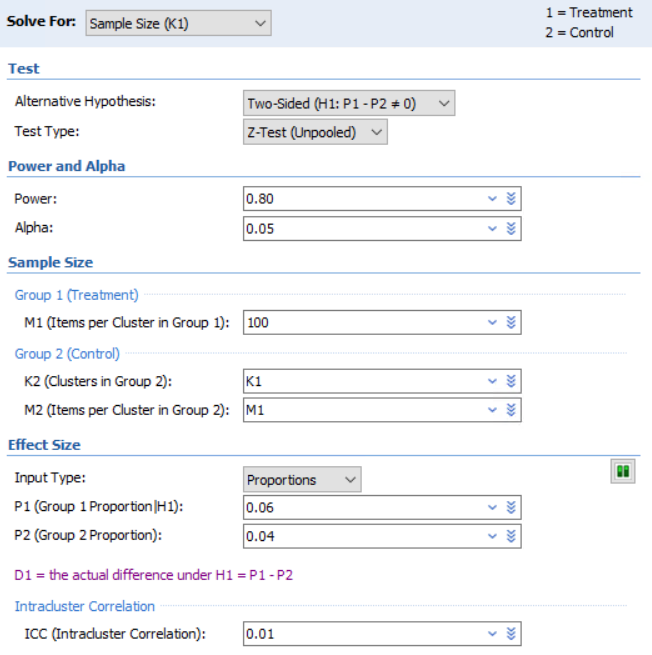 Solve For: Sample Size (K1)
1 = Treatment
2 = Control
Test
Alternative Hypothesis: Two-Sided (H1: P1 - P2 ≠ 0)
Test Type: Z-Test (Unpooled)
Power and Alpha
Power: 0.80
Alpha: 0.05
Sample Size
Group 1 (Treatment)
M1 (Items per Cluster in Group 1): 100
Group 2 (Control)
K2 (Clusters in Group 2): K1
M2 (Items per Cluster in Group 2): M1
Effect Size
Input Type: Proportions
P1 (Group 1 Proportion|H1): 0.06
P2 (Group 2 Proportion): 0.04
D1 = the actual difference under H1 = P1 - P2
Intracluster Correlation
ICC (Intracluster Correlation): 0.01